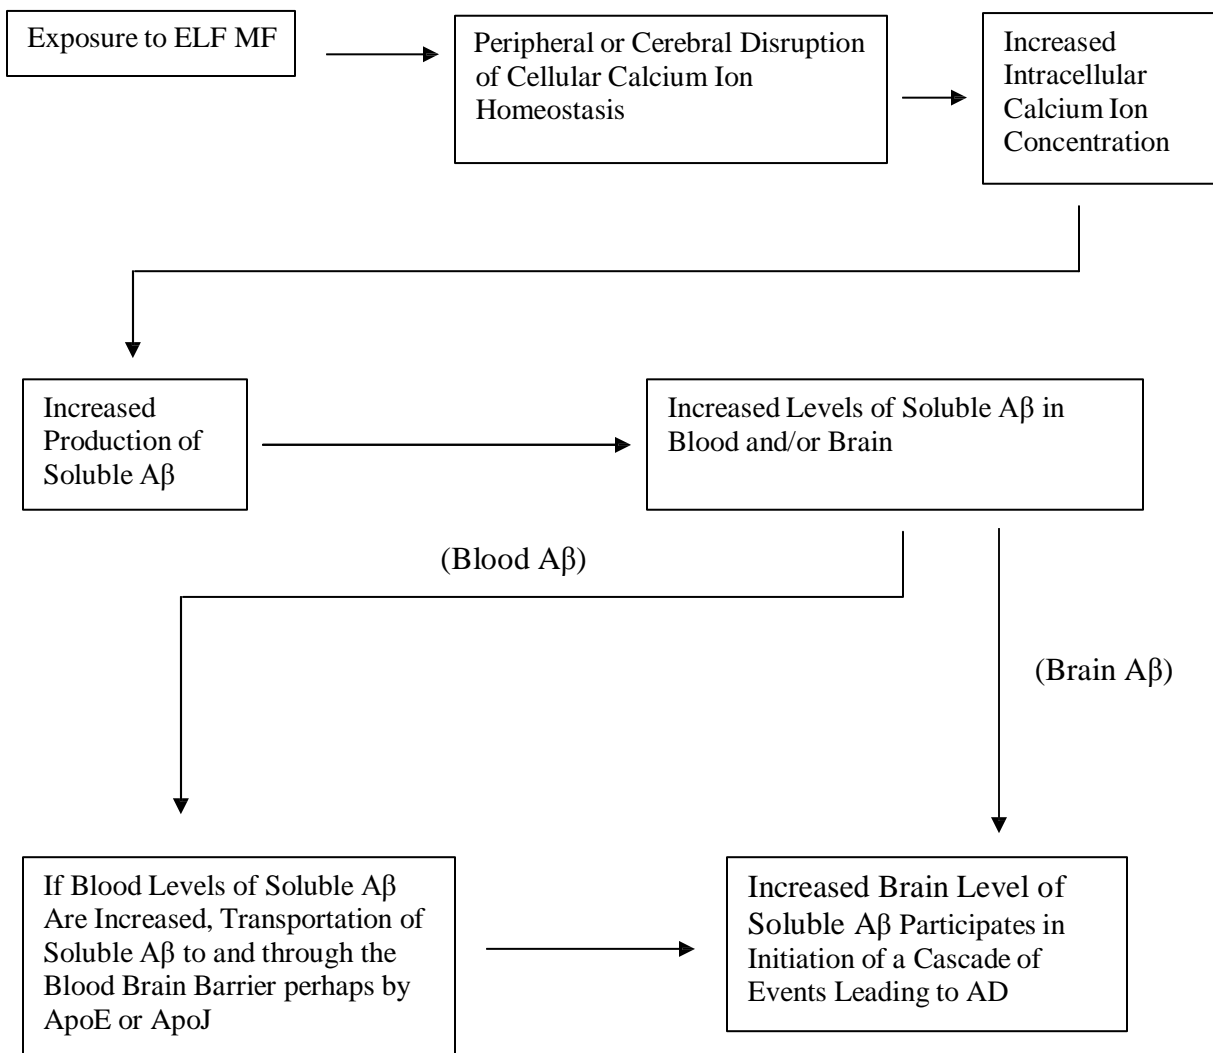 Exposure to ELF MF
Peripheral or Cerebral Disruption
of Cellular Calcium Ion
Homeostasis
Increased
Intracellular
Calcium Ion
Concentration
Increased
Production of
Soluble Aβ
Increased Levels of Soluble Aβ in
Blood and/or Brain
(Blood Aβ)
(Brain Aβ)
If Blood Levels of Soluble Aβ
Are Increased, Transportation of
Soluble Aβ to and through the
Blood Brain Barrier perhaps by
ApoE or ApoJ
Increased Brain Level of
Soluble Aβ Participates in
Initiation of a Cascade of
Events Leading to AD